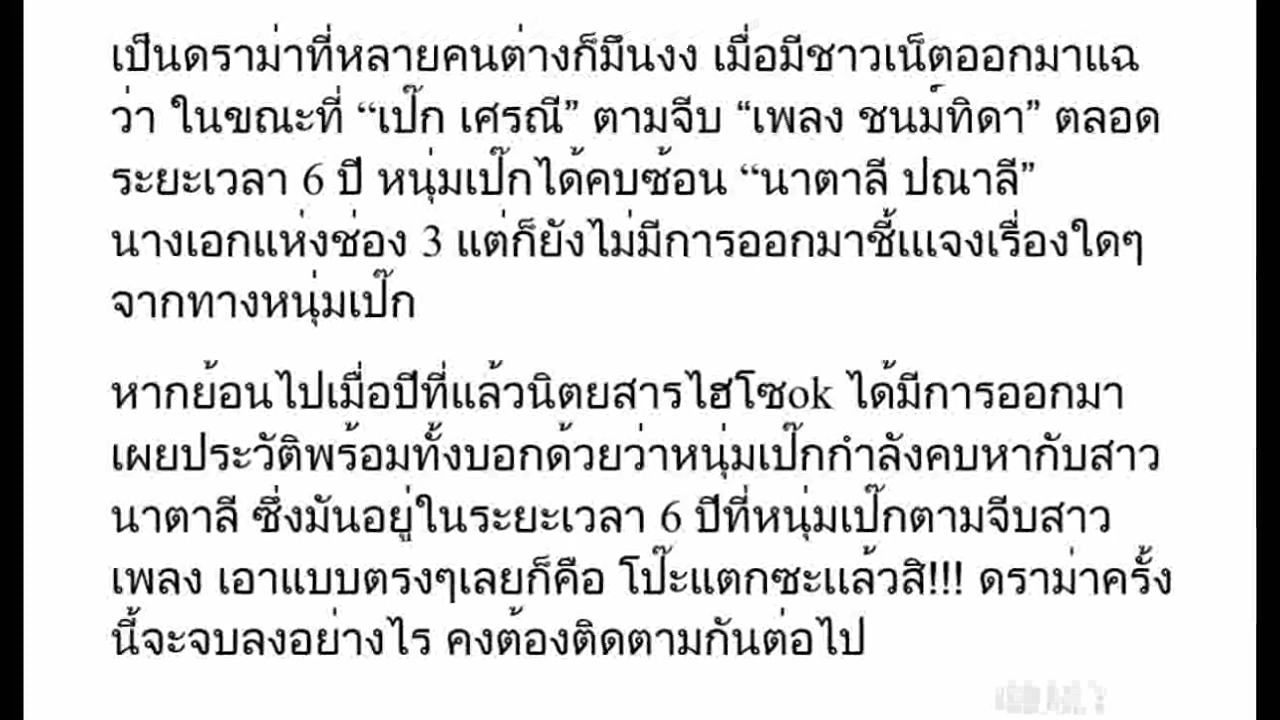 เป็นดราม่าที่หลายคนต่างก็มึนงง เมื่อมีชาวเน็ตออกมาแฉ
ว่า ในขณะที่ “เป๊ก เศรณี” ตามจีบ “เพลง ชนม์ทิดา” ตลอด
ระยะเวลา 6 ปี หนุ่มเป๊กได้คบซ้อน “นาตาลี ปณาลี”
นางเอกแห่งช่อง 3 แต่ก็ยังไม่มีการออกมาชี้แจงเรื่องใดๆ
จากทางหนุ่มเป๊ก
หากย้อนไปเมื่อปีที่แล้วนิตยสารไฮโซok ได้มีการออกมา
เผยประวัติพร้อมทั้งบอกด้วยว่าหนุ่มเป๊กกำลังคบหากับสาว
นาตาลี ซึ่งมันอยู่ในระยะเวลา 6 ปีที่หนุ่มเป๊กตามจีบสาว
เพลง เอาแบบตรงๆเลยก็คือ โป๊ะแตกซะแล้วสิ!!! ดราม่าครั้ง
นี้จะจบลงอย่างไร คงต้องติดตามกันต่อไป